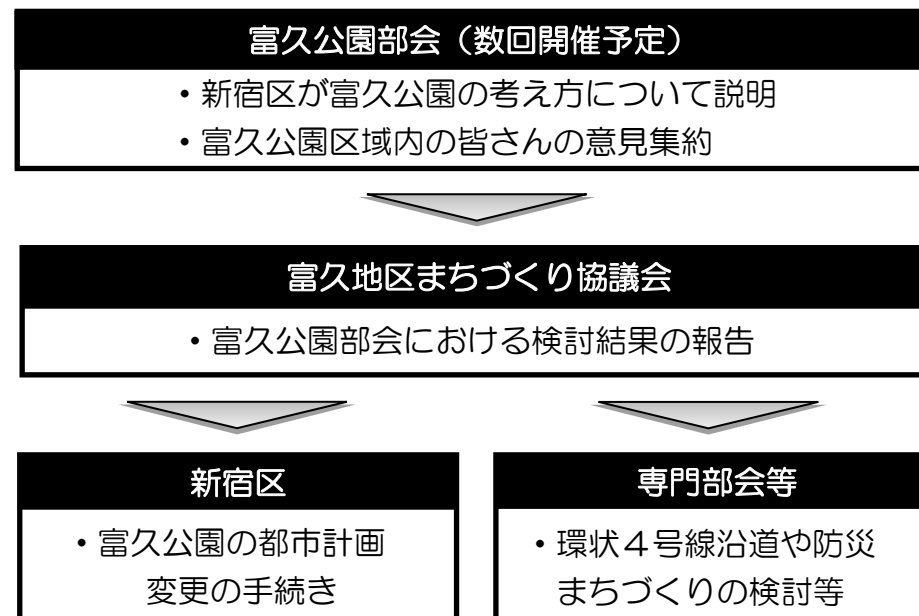 富久公園部会（数回開催予定）
・新宿区が富久公園の考え方について説明
・富久公園区域内の皆さんの意見集約
富久地区まちづくり協議会
・富久公園部会における検討結果の報告
新宿区
・富久公園の都市計画
変更の手続き
専門部会等
・環状４号線沿道や防災
まちづくりの検討等